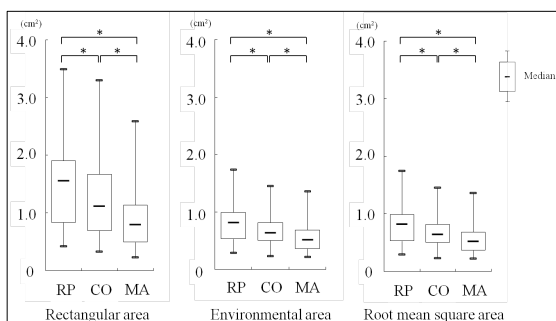 (cm²) (cm²) (cm²)
* * *
* * * * * *
4.0 4.0 4.0
Median
3.0 3.0 3.0
2.0 2.0 2.0
1.0 1.0 1.0
0 0 0
RP CO MA RP CO MA RP CO MA
Rectangular area Environmental area Root mean square area